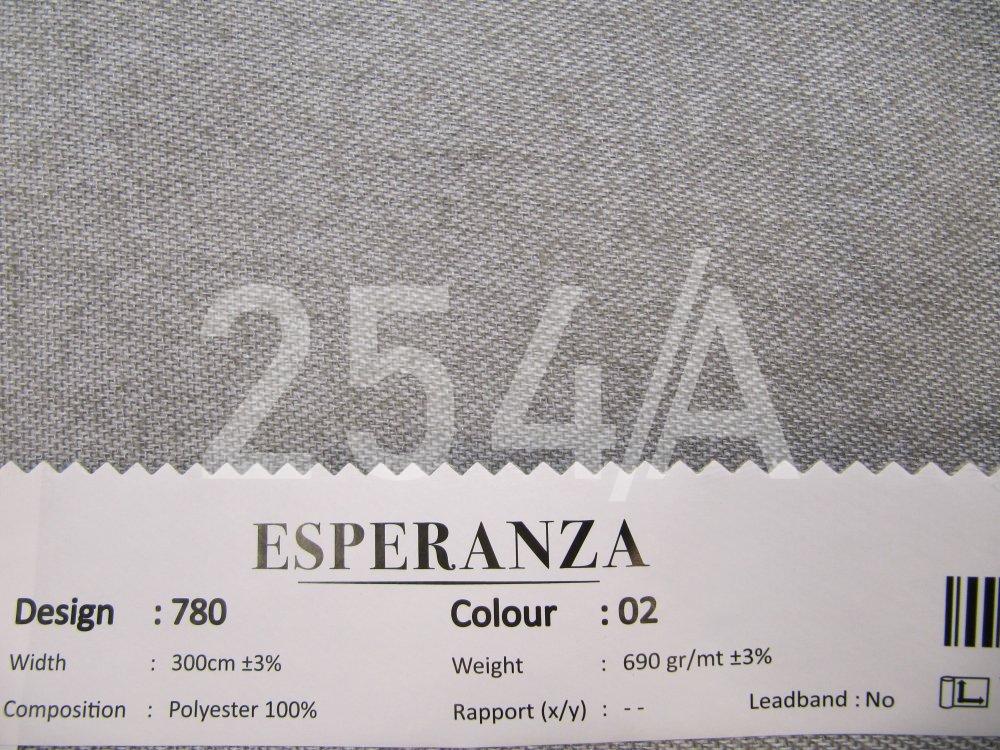 254/A
ESPERANZA
Design : 780 Colour : 02
Width : 300cm ±3% Weight : 690 gr/mt ±3%
Composition : Polyester 100% Rapport (x/y) : - - Leadband : No